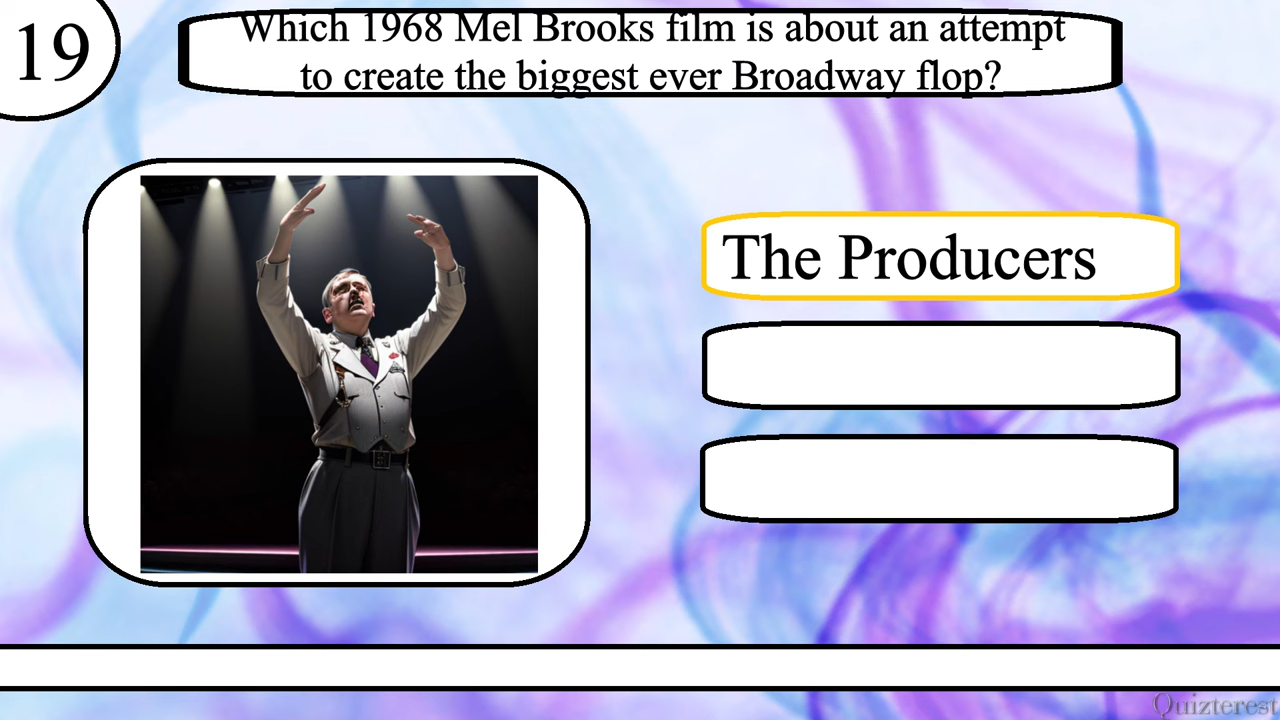 19
Which 1968 Mel Brooks film is about an attempt
to create the biggest ever Broadway flop?
The Producers
Quizterest